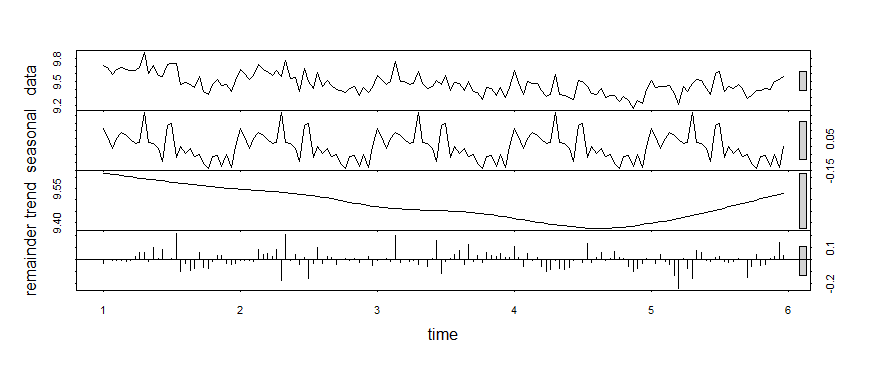 data
9.2 9.5 9.8
seasonal
-0.15 0.05
trend
9.40 9.55
remainder
-0.2 0.1
1 2 3 4 5 6
time